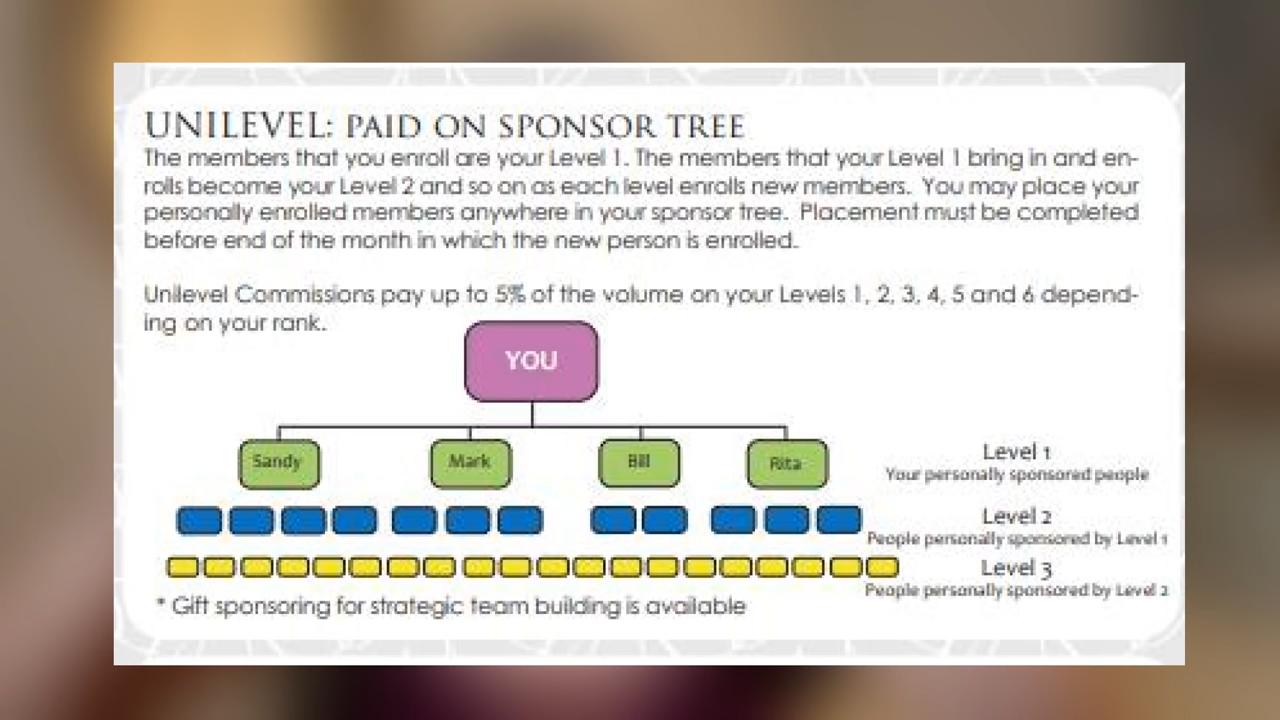 UNILEVEL: PAID ON SPONSOR TREE
The members that you enroll are your Level 1. The members that your Level 1 bring in and en-
rolls become your Level 2 and so on as each level enrolls new members. You may place your
personally enrolled members anywhere in your sponsor tree. Placement must be completed
before end of the month in which the new person is enrolled.
Unilevel Commissions pay up to 5% of the volume on your Levels 1, 2, 3, 4, 5 and 6 depend-
ing on your rank.
YOU
Sandy Mark Bill Rita
Level 1
Your personally sponsored people
Level 2
People personally sponsored by Level 1
Level 3
People personally sponsored by Level 2
* Gift sponsoring for strategic team building is available